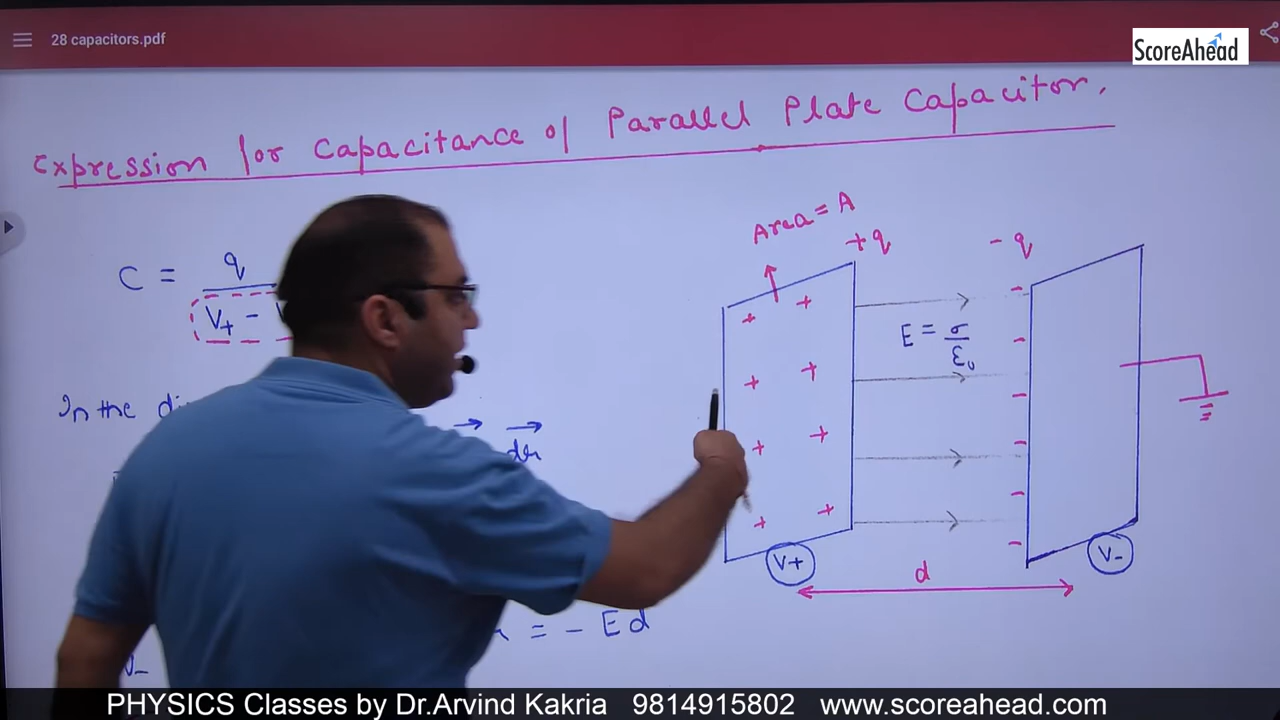 28 capacitors.pdf
ScoreAhead
Expression for Capacitance of Parallel Plate Capacitor.
Area = A
+q
- q
C = q
V+ -
E = σ
ε0
In the
dr
V+
V-
d
= - Ed
V-
PHYSICS Classes by Dr.Arvind Kakria 9814915802 www.scoreahead.com